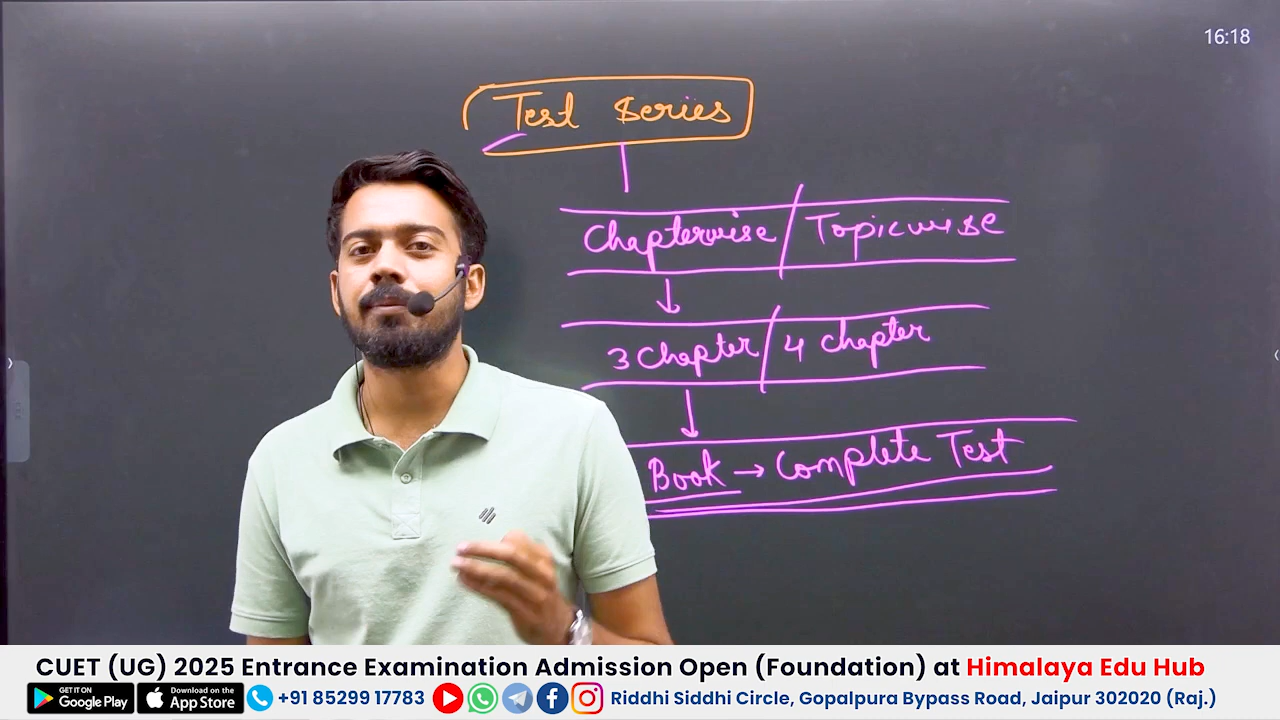 16:18
Test Series
Chapterwise / Topicwise
3 Chapter / 4 chapter
Book → Complete Test
CUET (UG) 2025 Entrance Examination Admission Open (Foundation) at Himalaya Edu Hub
GET IT ON
Google Play
Download on the
App Store
+91 85299 17783
Riddhi Siddhi Circle, Gopalpura Bypass Road, Jaipur 302020 (Raj.)